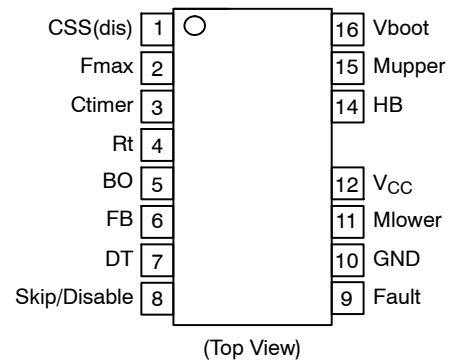 CSS(dis) 1 16 Vboot
Fmax 2 15 Mupper
Ctimer 3 14 HB
Rt 4
BO 5 12 VCC
FB 6 11 Mlower
DT 7 10 GND
Skip/Disable 8 9 Fault
(Top View)